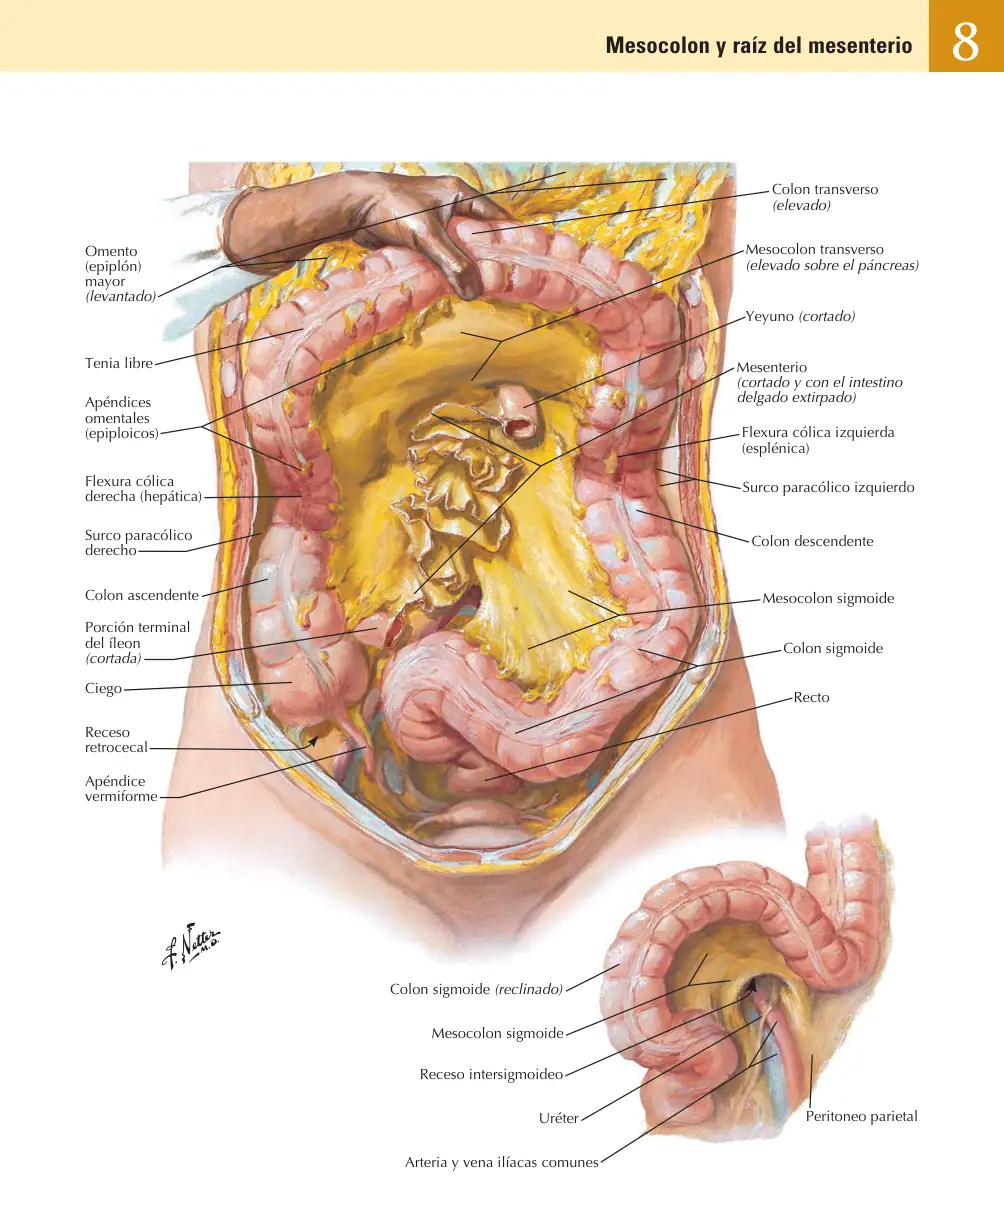 Mesocolon y raíz del mesenterio
8
Colon transverso
(elevado)
Mesocolon transverso
(elevado sobre el páncreas)
Yeyuno (cortado)
Mesenterio
(cortado y con el intestino
delgado extirpado)
Flexura cólica izquierda
(esplénica)
Surco paracólico izquierdo
Colon descendente
Mesocolon sigmoide
Colon sigmoide
Recto
Omento
(epiplón)
mayor
(levantado)
Tenia libre
Apéndices
omentales
(epiploicos)
Flexura cólica
derecha (hepática)
Surco paracólico
derecho
Colon ascendente
Porción terminal
del íleon
(cortada)
Ciego
Receso
retrocecal
Apéndice
vermiforme
F. Netter
M.D.
Colon sigmoide (reclinado)
Mesocolon sigmoide
Receso intersigmoideo
Uréter
Arteria y vena ilíacas comunes
Peritoneo parietal